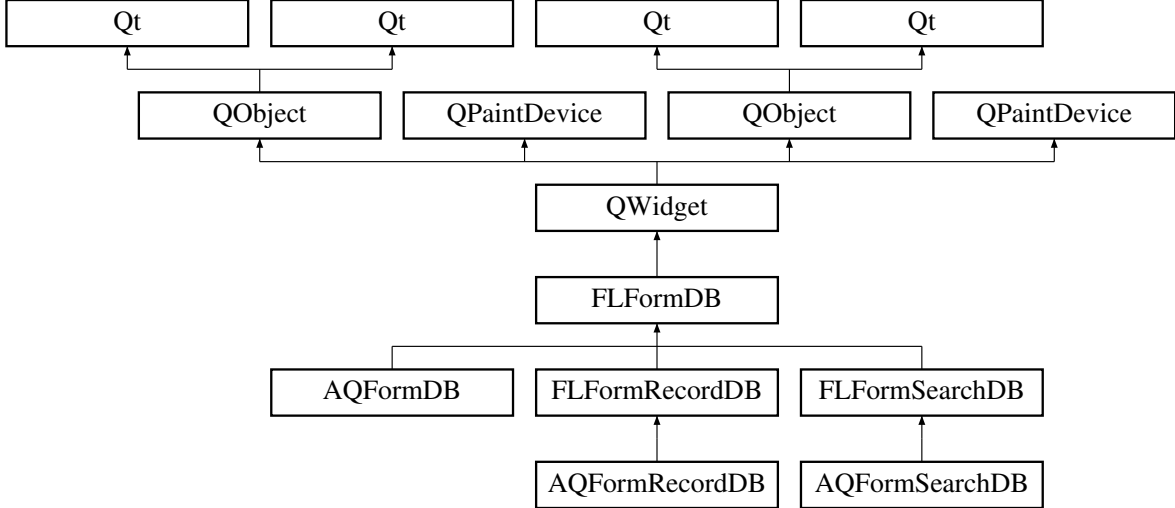 Qt
Qt
Qt
Qt
QObject
QPaintDevice
QObject
QPaintDevice
QWidget
FLFormDB
AQFormDB
FLFormRecordDB
FLFormSearchDB
AQFormRecordDB
AQFormSearchDB